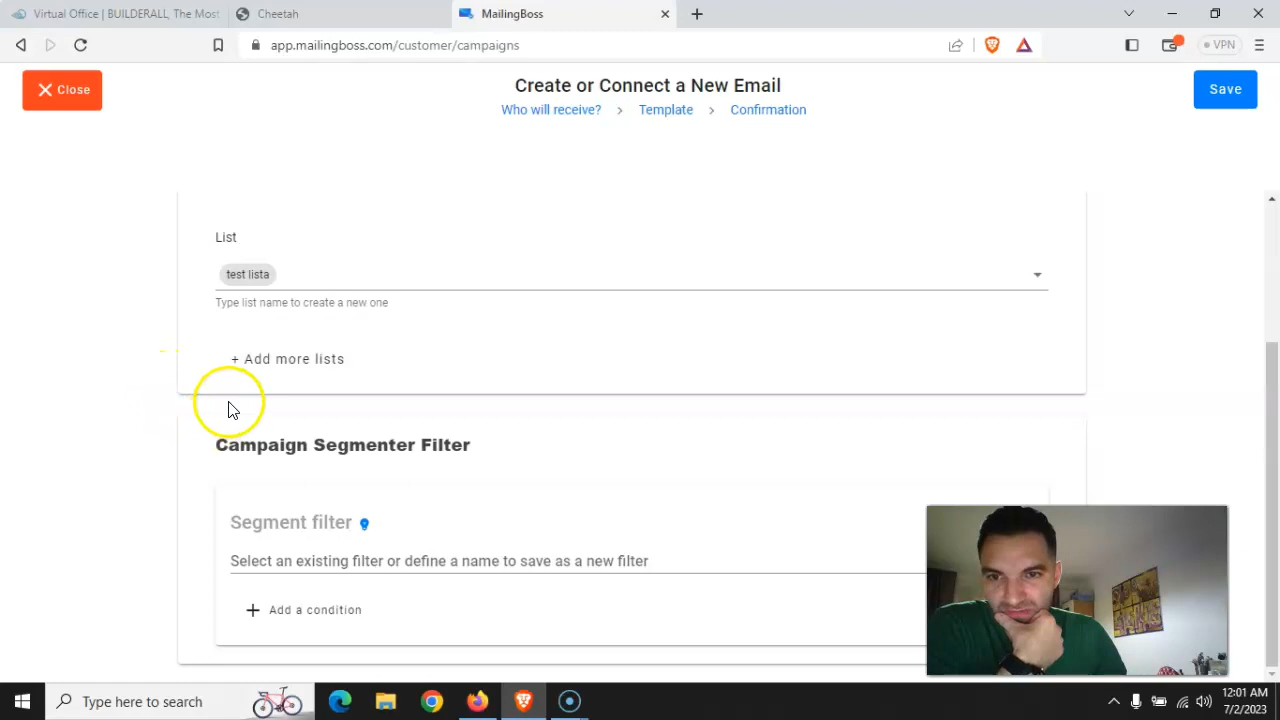 Virtual Office | BUILDERALL, The Most
Cheetah
MailingBoss
app.mailingboss.com/customer/campaigns
VPN
Close
Create or Connect a New Email
Save
Who will receive? > Template > Confirmation
List
test lista
Type list name to create a new one
+ Add more lists
Campaign Segmenter Filter
Segment filter
Select an existing filter or define a name to save as a new filter
+ Add a condition
Type here to search
12:01 AM
7/2/2023